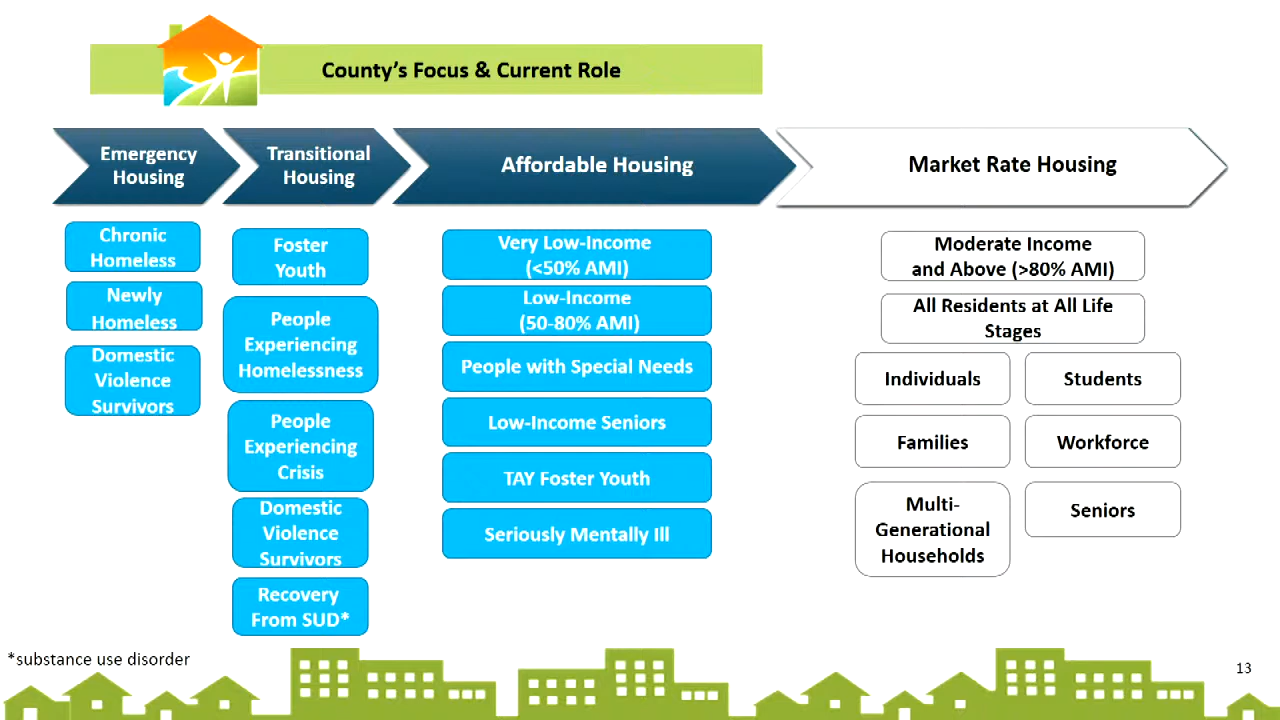 County's Focus & Current Role
Emergency
Housing
Transitional
Housing
Affordable Housing
Market Rate Housing
Chronic
Homeless
Newly
Homeless
Domestic
Violence
Survivors
Foster
Youth
People
Experiencing
Homelessness
People
Experiencing
Crisis
Domestic
Violence
Survivors
Recovery
From SUD*
Very Low-Income
(<50% AMI)
Low-Income
(50-80% AMI)
People with Special Needs
Low-Income Seniors
TAY Foster Youth
Seriously Mentally Ill
Moderate Income
and Above (>80% AMI)
All Residents at All Life
Stages
Individuals
Students
Families
Workforce
Multi-
Generational
Households
Seniors
*substance use disorder
13